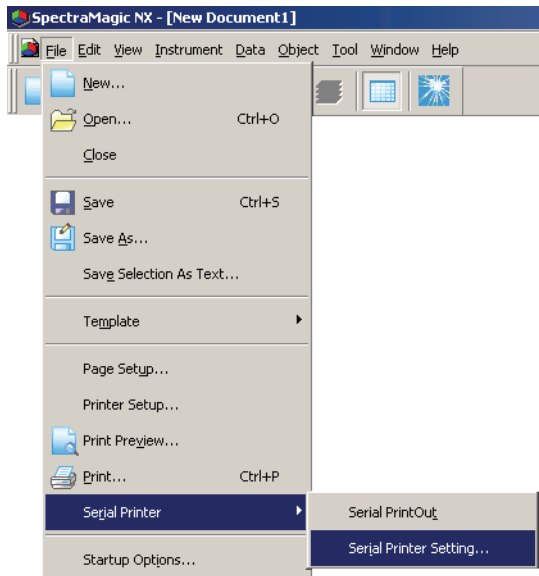 SpectraMagic NX - [New Document1]
File Edit View Instrument Data Object Tool Window Help
New...
Open... Ctrl+O
Close
Save Ctrl+S
Save As...
Save Selection As Text...
Template
Page Setup...
Printer Setup...
Print Preview...
Print... Ctrl+P
Serial Printer
Serial PrintOut
Serial Printer Setting...
Startup Options...